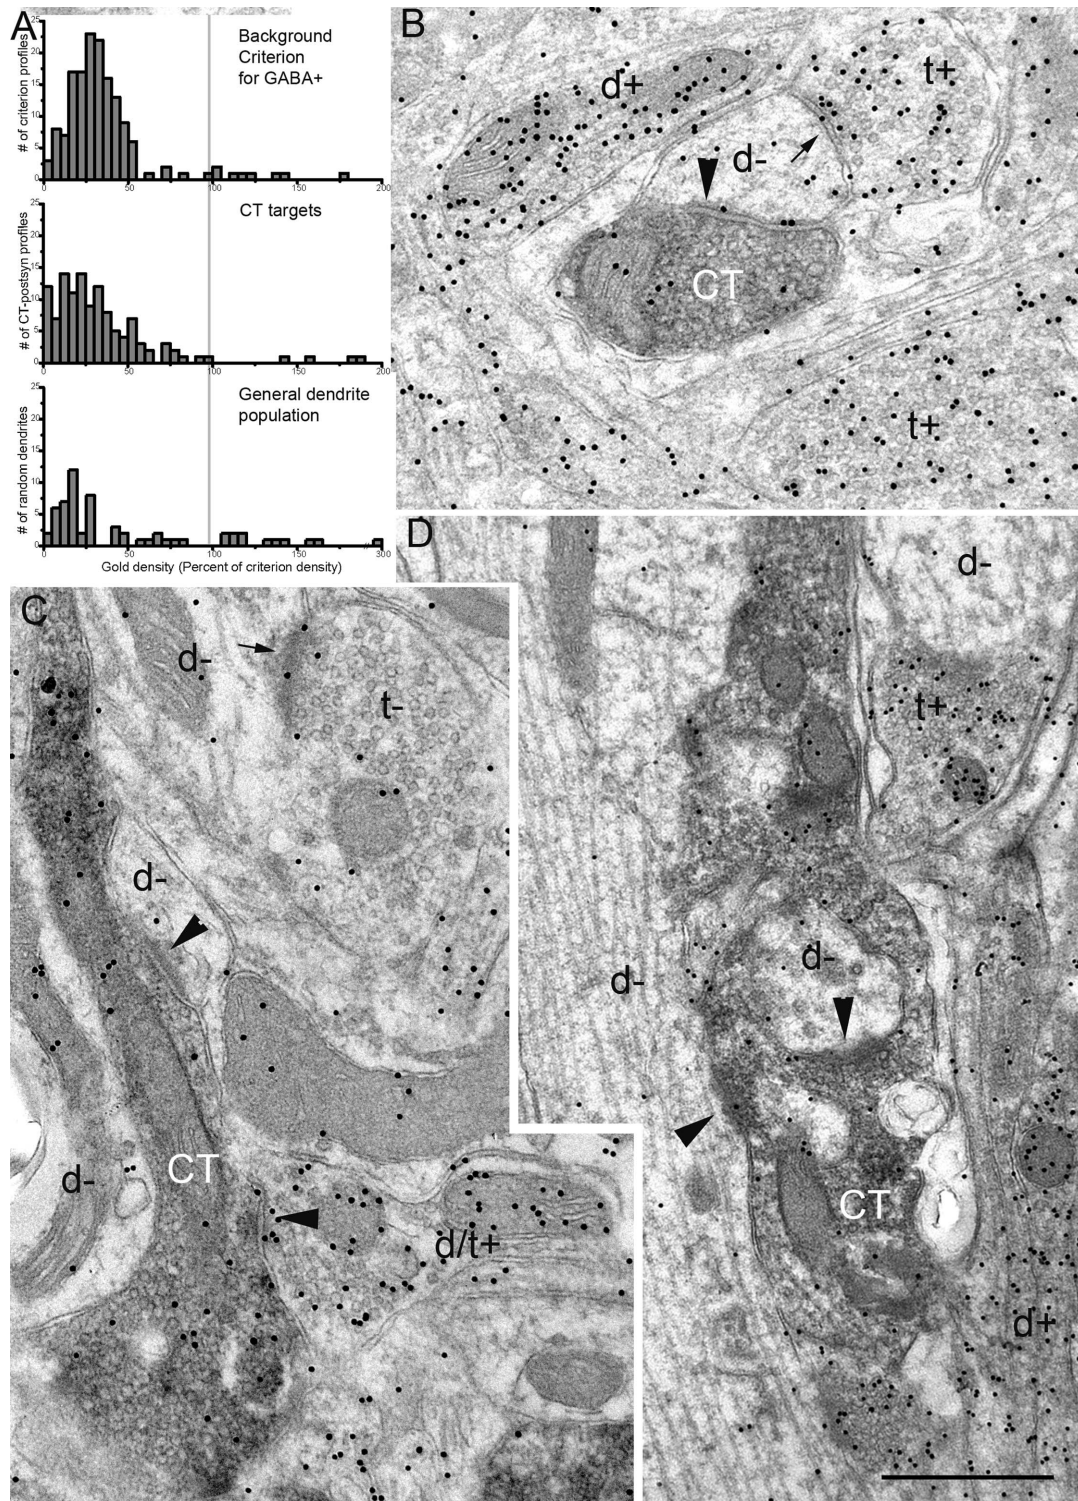 A
# of criterion profiles
25
20
15
10
5
0
Background
Criterion
for GABA+
0 50 100 150 200
# of CT-postsyn profiles
25
20
15
10
5
0
CT targets
0 50 100 150 200
# of random dendrites
25
20
15
10
5
0
General dendrite
population
0 50 100 150 300
Gold density (Percent of criterion density)
B
d+
t+
d-
CT
t+
C
d-
t-
d-
CT
d-
d/t+
D
d-
t+
d-
d-
CT
d+